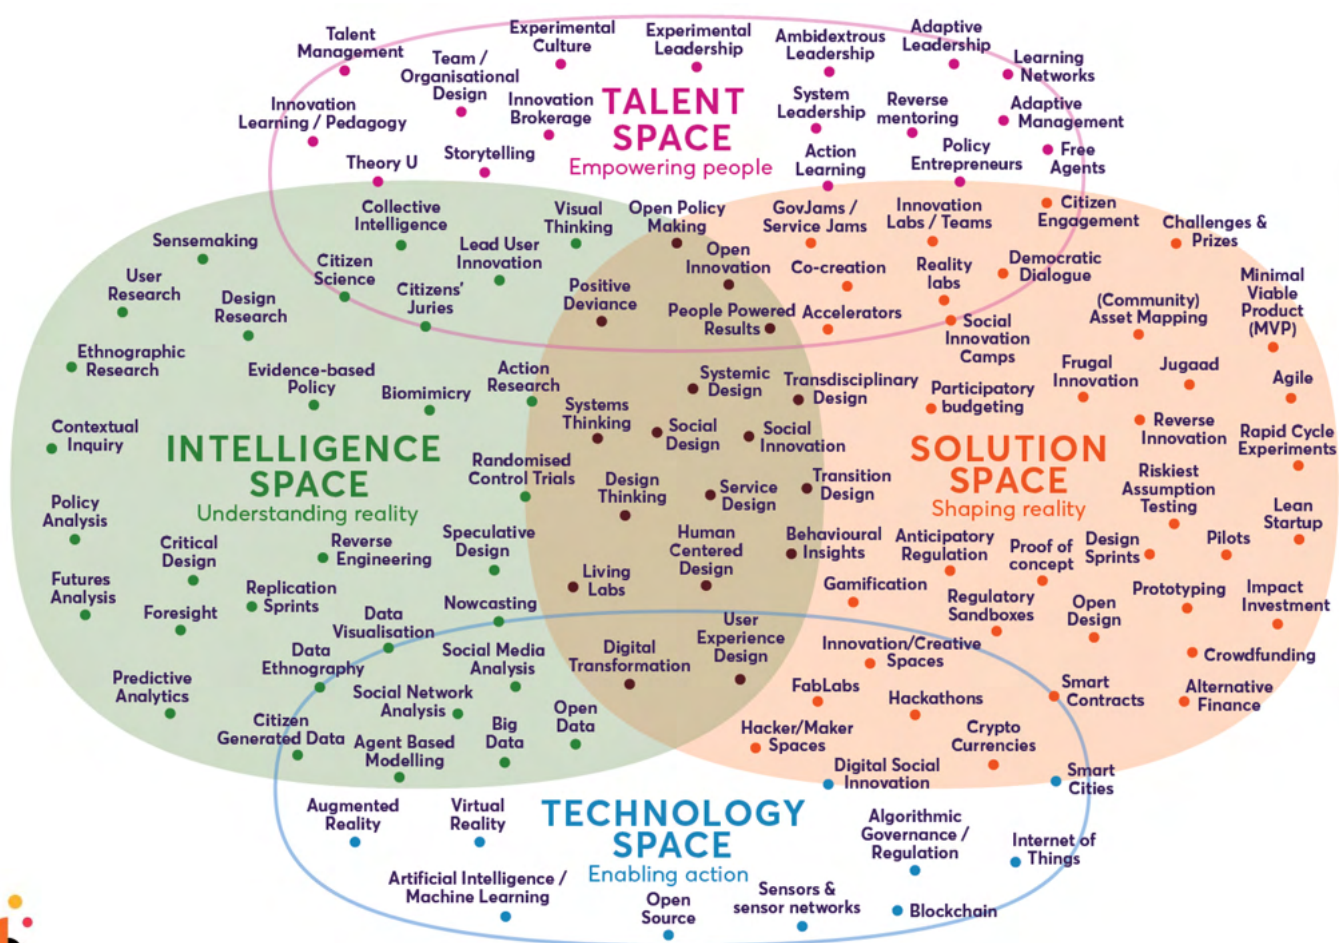 Talent
Management
Experimental
Culture
Experimental
Leadership
Ambidextrous
Leadership
Adaptive
Leadership
Team /
Organisational
Design
Learning
Networks
Innovation
Learning / Pedagogy
Innovation
Brokerage
TALENT
SPACE
Empowering people
System
Leadership
Reverse
mentoring
Adaptive
Management
Theory U
Storytelling
Action
Learning
Policy
Entrepreneurs
Free
Agents
Collective
Intelligence
Visual
Thinking
Open Policy
Making
GovJams /
Service Jams
Innovation
Labs / Teams
Citizen
Engagement
Challenges &
Prizes
Sensemaking
Lead User
Innovation
Open
Innovation
Co-creation
Reality
labs
Democratic
Dialogue
User
Research
Citizen
Science
Design
Research
Citizens'
Juries
Positive
Deviance
People Powered
Results
Accelerators
Social
Innovation
Camps
(Community)
Asset Mapping
Minimal
Viable
Product
(MVP)
Ethnographic
Research
Evidence-based
Policy
Biomimicry
Action
Research
Systemic
Design
Transdisciplinary
Design
Participatory
budgeting
Frugal
Innovation
Jugaad
Agile
Contextual
Inquiry
INTELLIGENCE
SPACE
Understanding reality
Systems
Thinking
Social
Design
Social
Innovation
SOLUTION
SPACE
Shaping reality
Reverse
Innovation
Rapid Cycle
Experiments
Randomised
Control Trials
Design
Thinking
Service
Design
Transition
Design
Riskiest
Assumption
Testing
Lean
Startup
Policy
Analysis
Critical
Design
Reverse
Engineering
Speculative
Design
Human
Centered
Design
Behavioural
Insights
Anticipatory
Regulation
Proof of
concept
Design
Sprints
Pilots
Futures
Analysis
Foresight
Replication
Sprints
Nowcasting
Living
Labs
Gamification
Regulatory
Sandboxes
Open
Design
Prototyping
Impact
Investment
Data
Visualisation
Data
Ethnography
Social Media
Analysis
Digital
Transformation
User
Experience
Design
Innovation/Creative
Spaces
Crowdfunding
Predictive
Analytics
Social Network
Analysis
FabLabs
Hackathons
Smart
Contracts
Alternative
Finance
Citizen
Generated Data
Agent Based
Modelling
Big
Data
Open
Data
Hacker/Maker
Spaces
Crypto
Currencies
Digital Social
Innovation
Smart
Cities
Augmented
Reality
Virtual
Reality
TECHNOLOGY
SPACE
Enabling action
Algorithmic
Governance /
Regulation
Internet of
Things
Artificial Intelligence /
Machine Learning
Open
Source
Sensors &
sensor networks
Blockchain